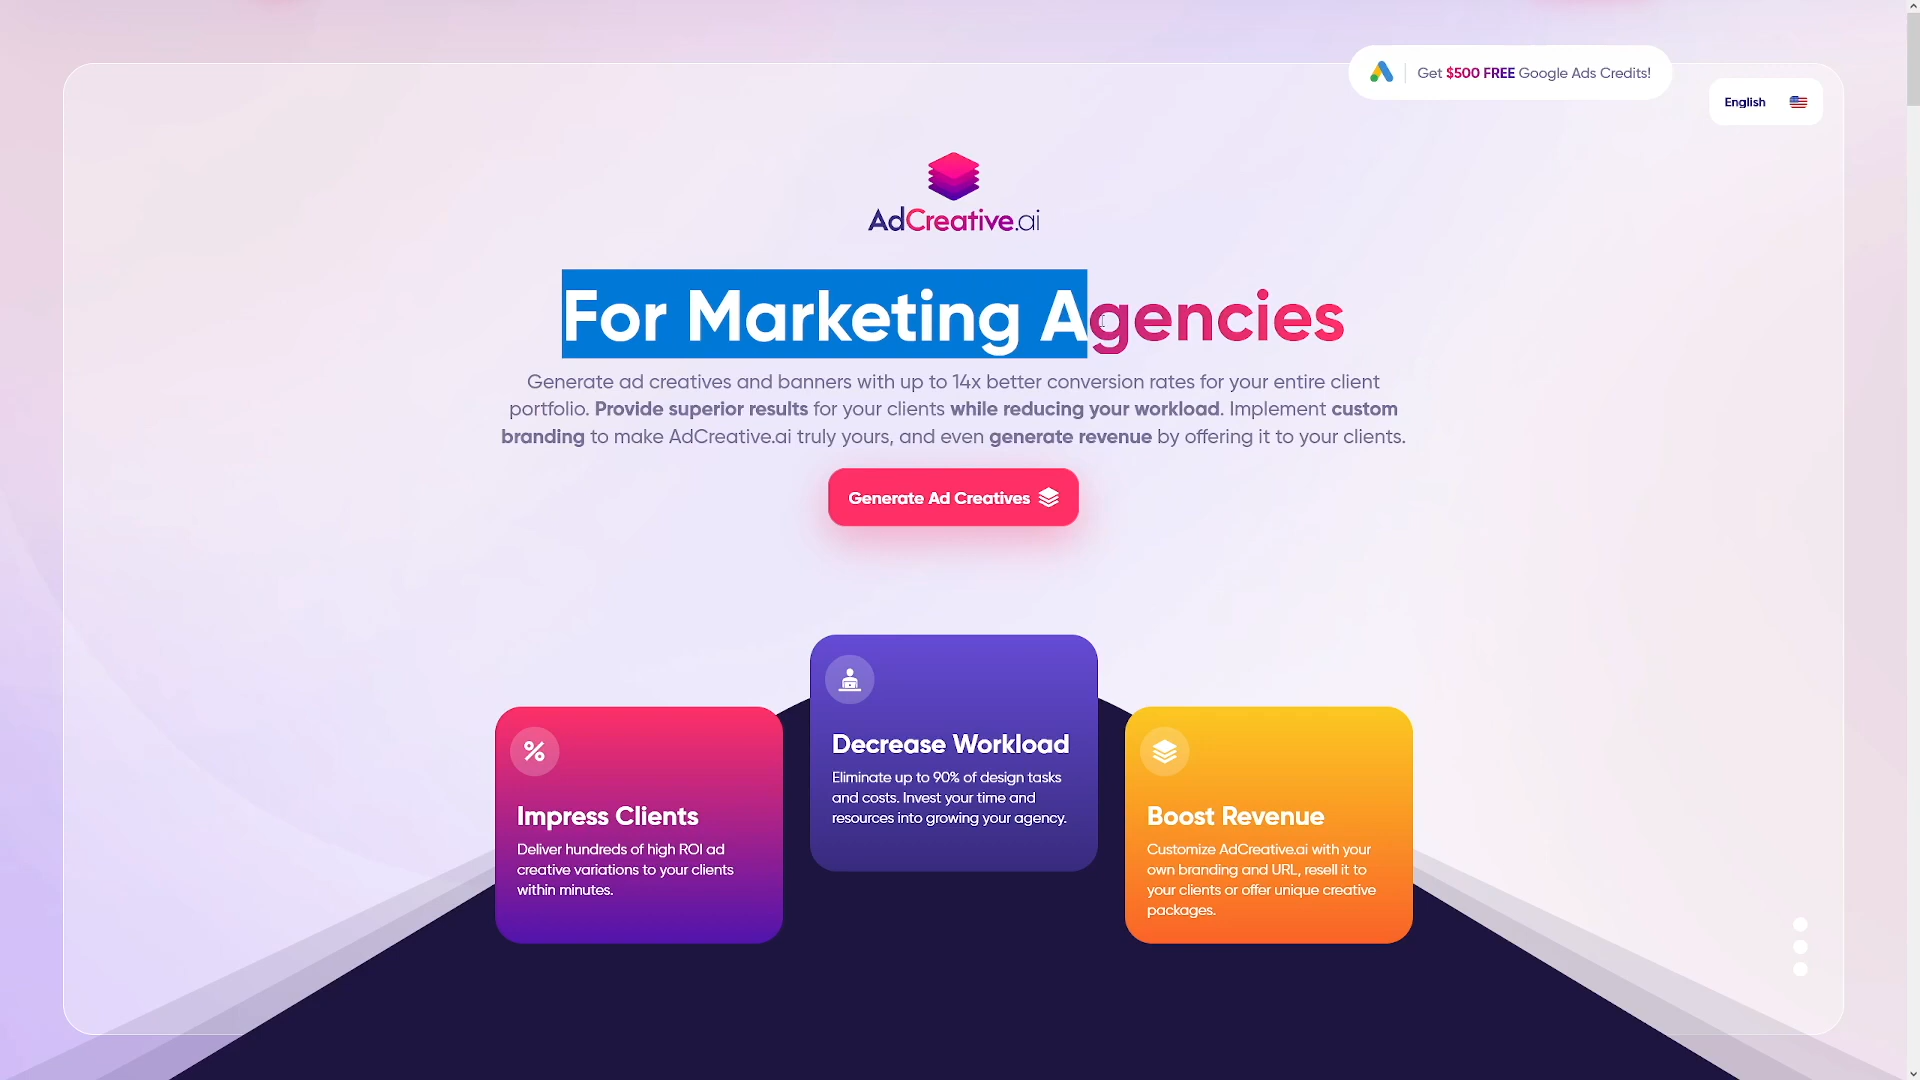 Get $500 FREE Google Ads Credits!
English
AdCreative.ai
For Marketing Agencies
Generate ad creatives and banners with up to 14x better conversion rates for your entire client
portfolio. Provide superior results for your clients while reducing your workload. Implement custom
branding to make AdCreative.ai truly yours, and even generate revenue by offering it to your clients.
Generate Ad Creatives
Impress Clients
Deliver hundreds of high ROI ad
creative variations to your clients
within minutes.
Decrease Workload
Eliminate up to 90% of design tasks
and costs. Invest your time and
resources into growing your agency.
Boost Revenue
Customize AdCreative.ai with your
own branding and URL, resell it to
your clients or offer unique creative
packages.